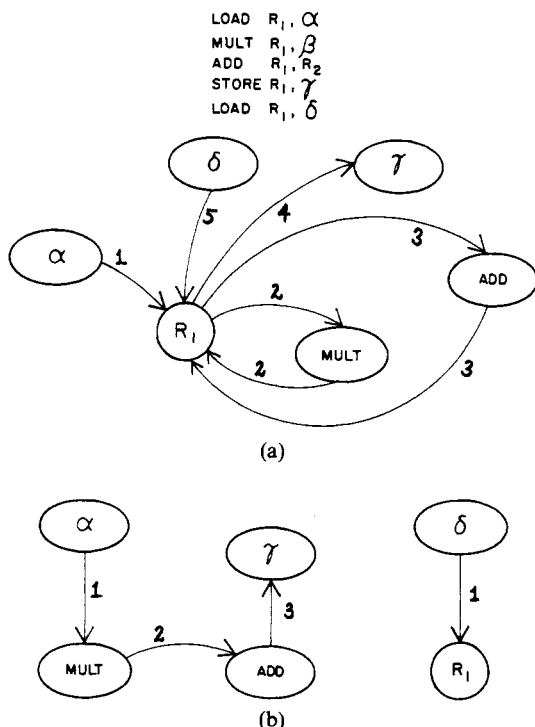 LOAD R₁, α
MULT R₁, β
ADD R₁, R₂
STORE R₁, γ
LOAD R₁, δ
δ
γ
5
4
3
α
1
ADD
2
R₁
MULT
2
3
(a)
α
δ
γ
1
1
2
3
MULT
ADD
R₁
(b)